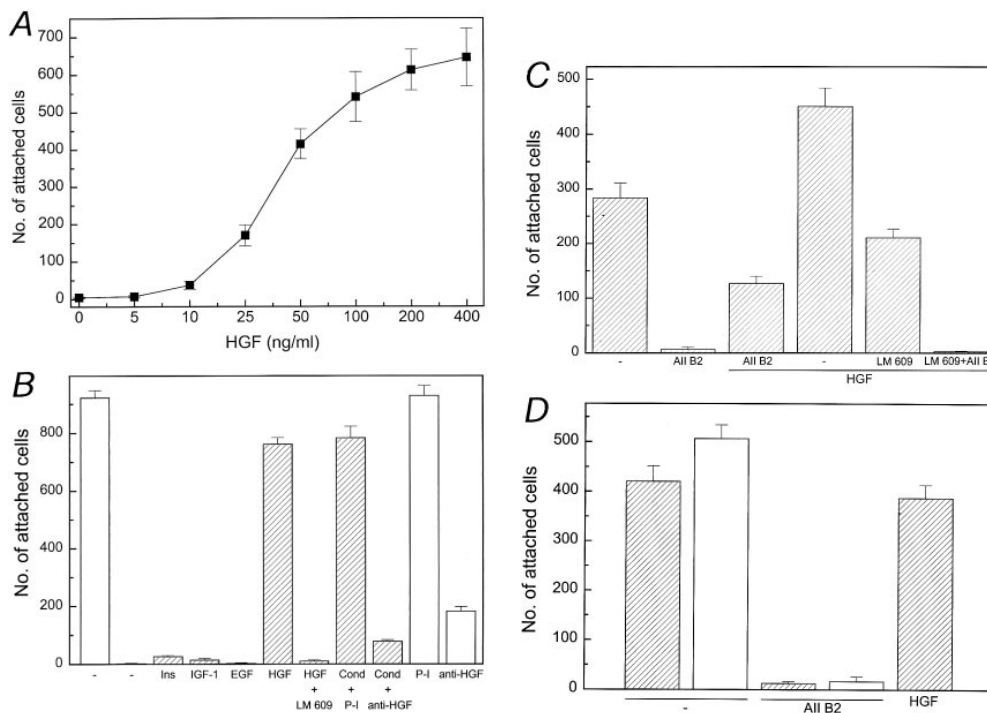 A
No. of attached cells
700
600
500
400
300
200
100
0
0 5 10 25 50 100 200 400
HGF (ng/ml)
B
No. of attached cells
800
600
400
200
0
- - Ins IGF-1 EGF HGF HGF Cond Cond P-I anti-HGF
+ + +
LM 609 P-I anti-HGF
C
No. of attached cells
500
400
300
200
100
0
- AII B2 AII B2 - LM 609 LM 609+AII B
HGF
D
No. of attached cells
500
400
300
200
100
0
- AII B2 HGF